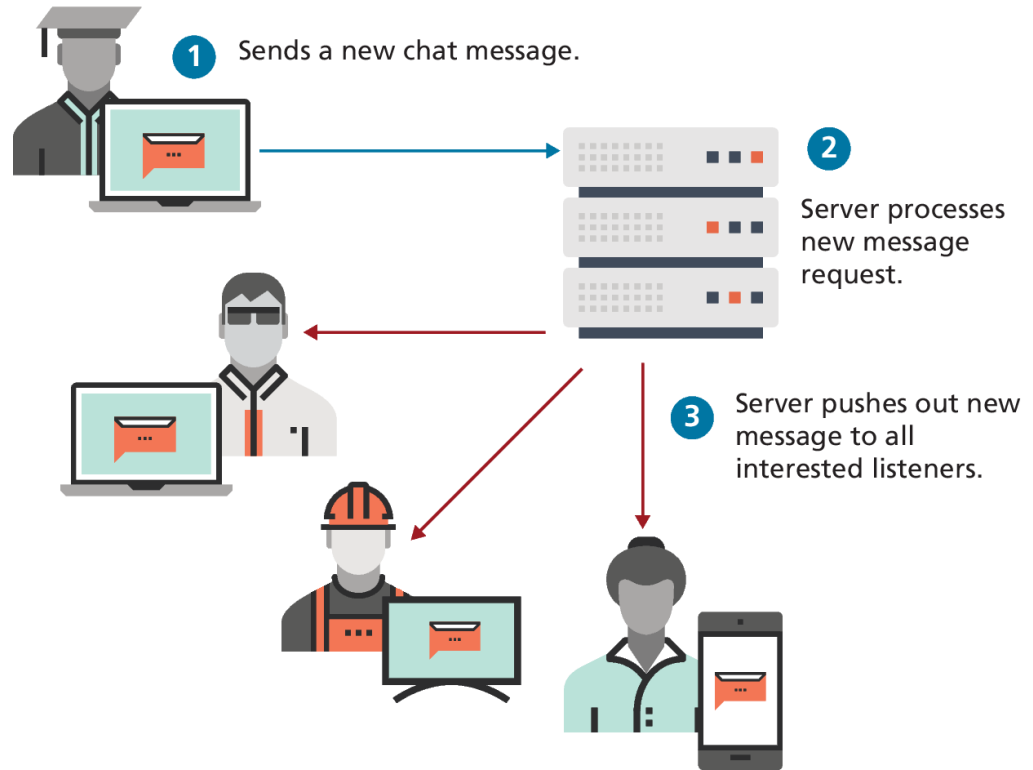 1
Sends a new chat message.
2
Server processes
new message
request.
3
Server pushes out new
message to all
interested listeners.